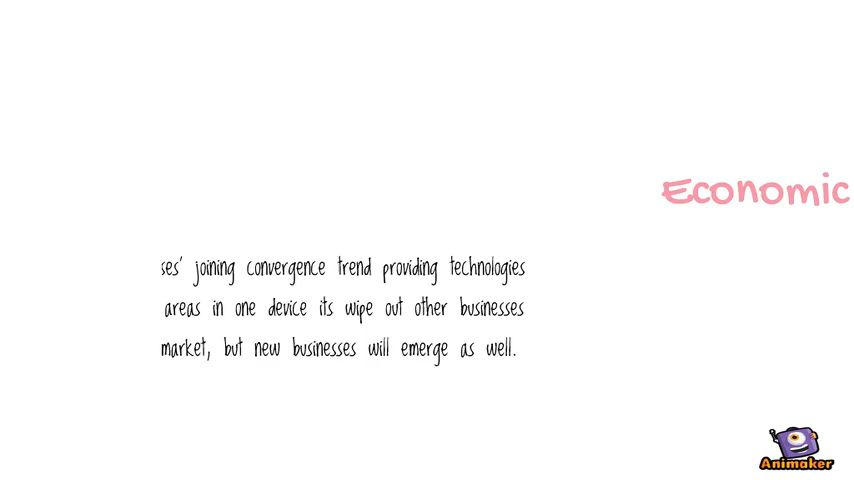 Economic
ses' joining convergence trend providing technologies
areas in one device its wipe out other businesses
market, but new businesses will emerge as well.
Animaker